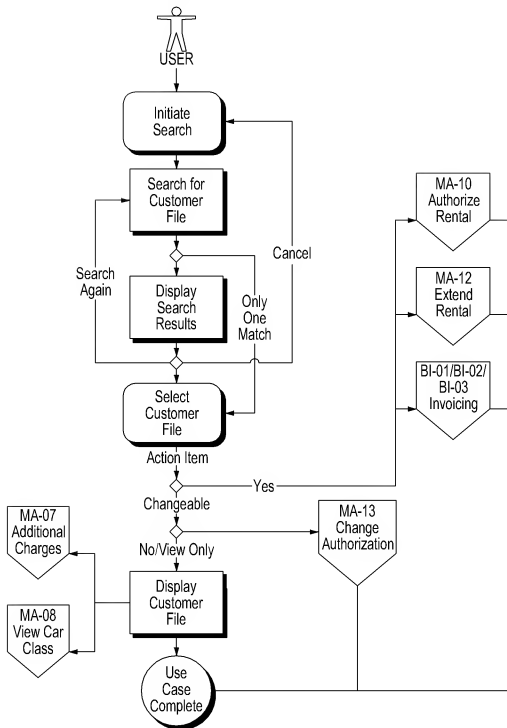 USER
Initiate
Search
Search for
Customer
File
MA-10
Authorize
Rental
Search
Again
Cancel
Display
Search
Results
Only
One
Match
MA-12
Extend
Rental
Select
Customer
File
BI-01/BI-02/
BI-03
Invoicing
Action Item
Yes
Changeable
MA-13
Change
Authorization
No/View Only
MA-07
Additional
Charges
Display
Customer
File
MA-08
View Car
Class
Use
Case
Complete